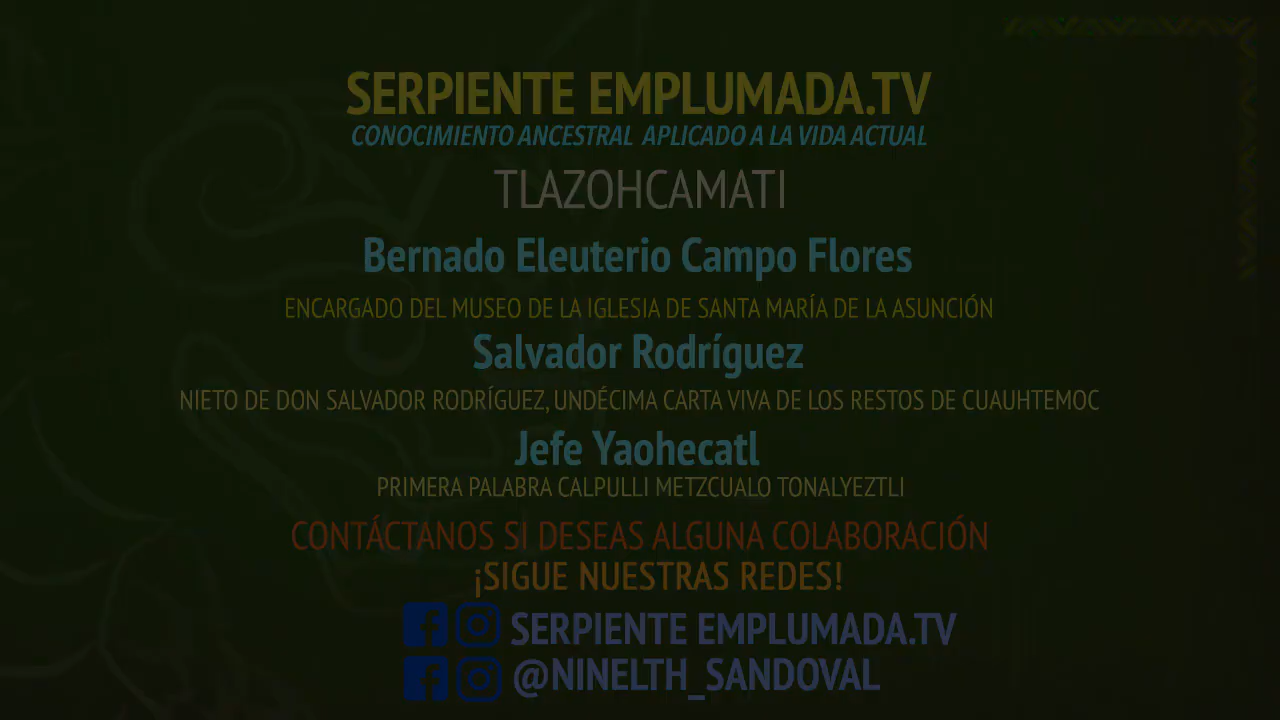 SERPIENTE EMPLUMADA.TV
CONOCIMIENTO ANCESTRAL APLICADO A LA VIDA ACTUAL
TLAZOHCAMATI
Bernado Eleuterio Campo Flores
ENCARGADO DEL MUSEO DE LA IGLESIA DE SANTA MARÍA DE LA ASUNCIÓN
Salvador Rodríguez
NIETO DE DON SALVADOR RODRÍGUEZ, UNDÉCIMA CARTA VIVA DE LOS RESTOS DE CUAUHTEMOC
Jefe Yaohecatl
PRIMERA PALABRA CALPULLI METZCUALO TONALYEZTLI
CONTÁCTANOS SI DESEAS ALGUNA COLABORACIÓN
¡SIGUE NUESTRAS REDES!
SERPIENTE EMPLUMADA.TV
@NINELTH_SANDOVAL